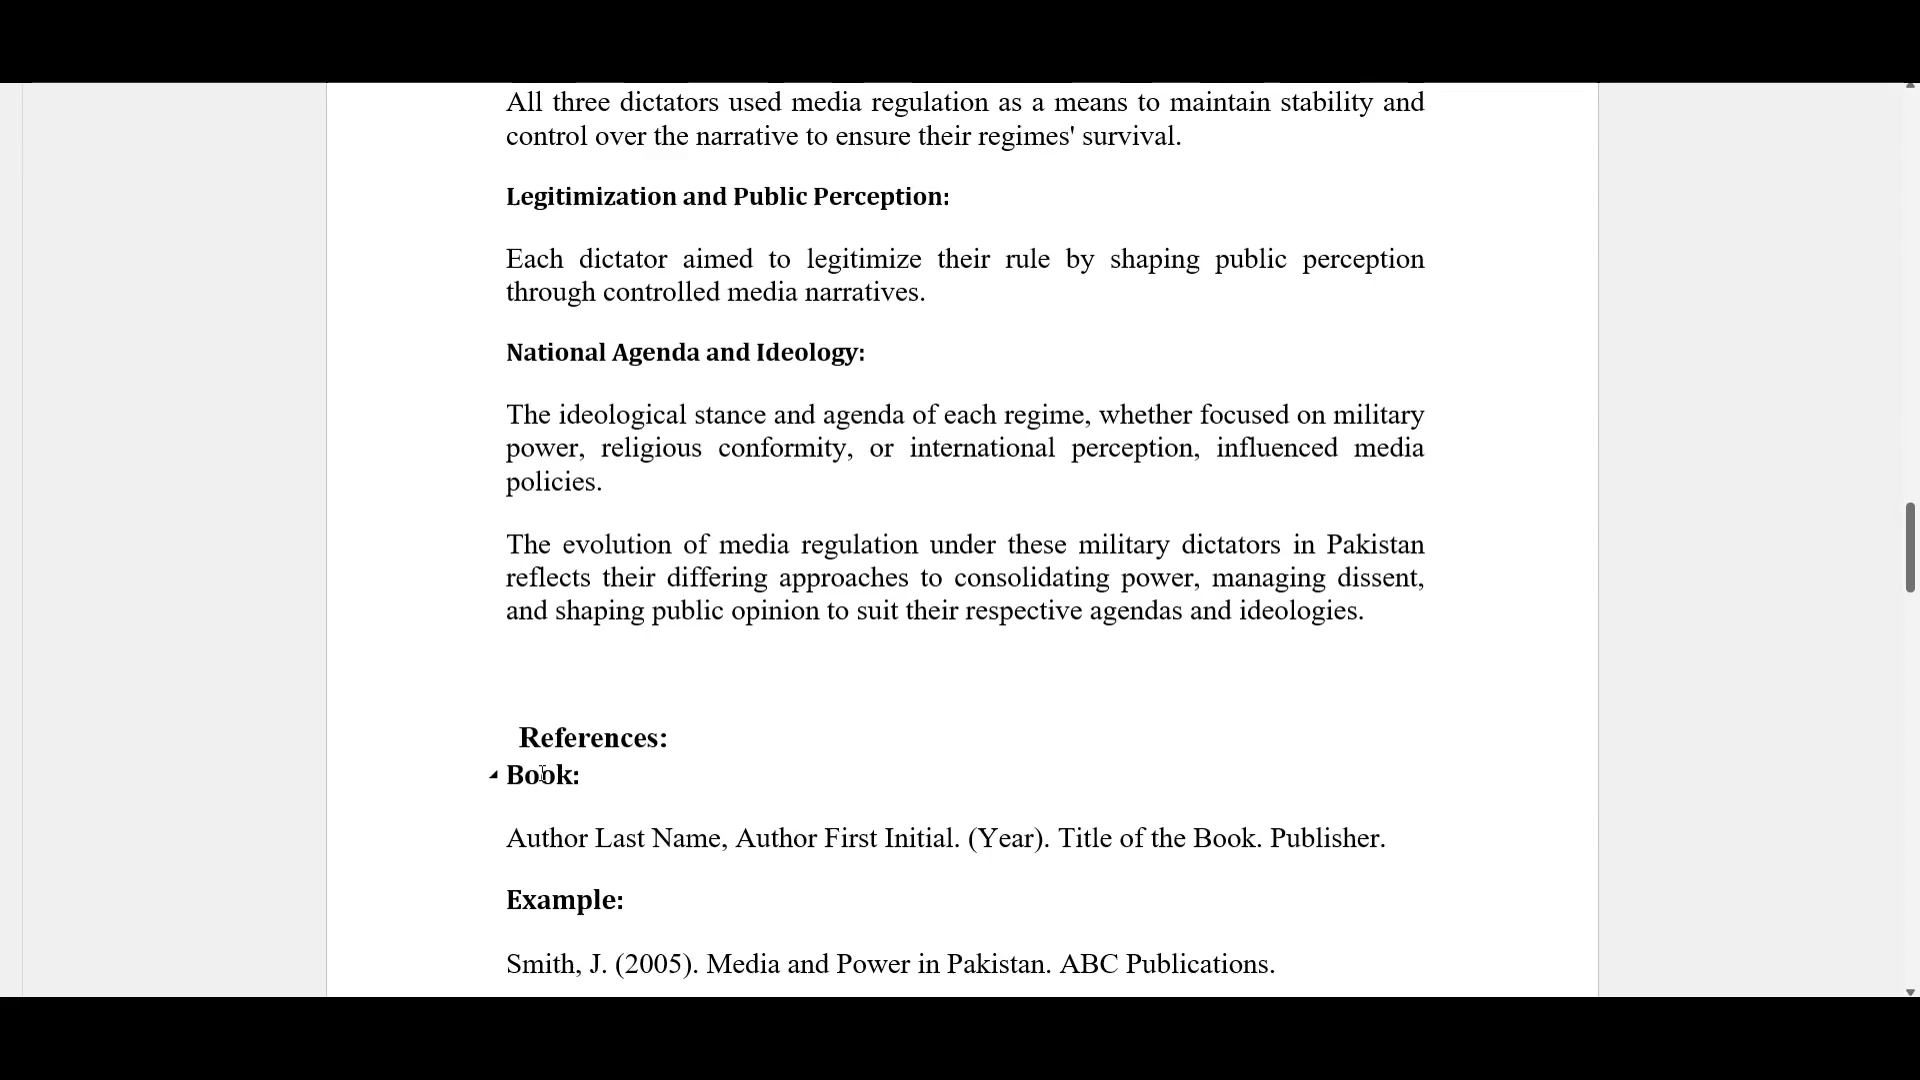 All three dictators used media regulation as a means to maintain stability and
control over the narrative to ensure their regimes' survival.
Legitimization and Public Perception:
Each dictator aimed to legitimize their rule by shaping public perception
through controlled media narratives.
National Agenda and Ideology:
The ideological stance and agenda of each regime, whether focused on military
power, religious conformity, or international perception, influenced media
policies.
The evolution of media regulation under these military dictators in Pakistan
reflects their differing approaches to consolidating power, managing dissent,
and shaping public opinion to suit their respective agendas and ideologies.
References:
Book:
Author Last Name, Author First Initial. (Year). Title of the Book. Publisher.
Example:
Smith, J. (2005). Media and Power in Pakistan. ABC Publications.